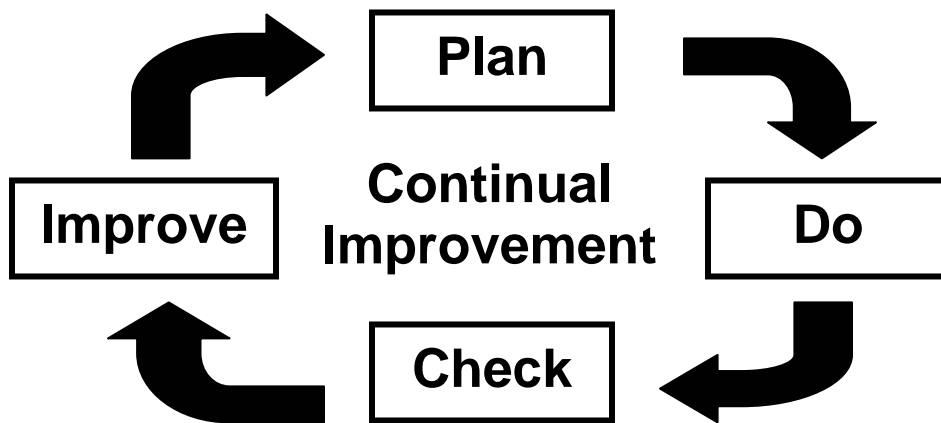 Plan
Continual
Improvement
Improve
Do
Check